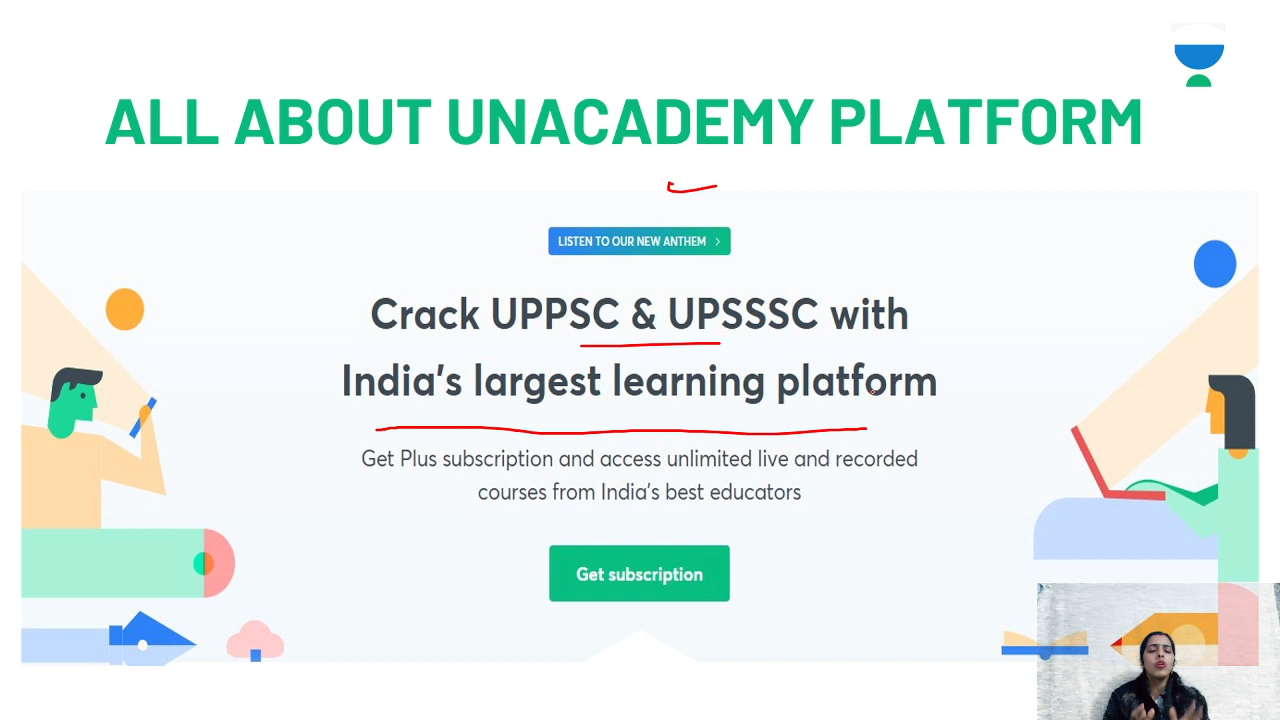 ALL ABOUT UNACADEMY PLATFORM
LISTEN TO OUR NEW ANTHEM
Crack UPPSC & UPSSSC with
India's largest learning platform
Get Plus subscription and access unlimited live and recorded
courses from India's best educators
Get subscription